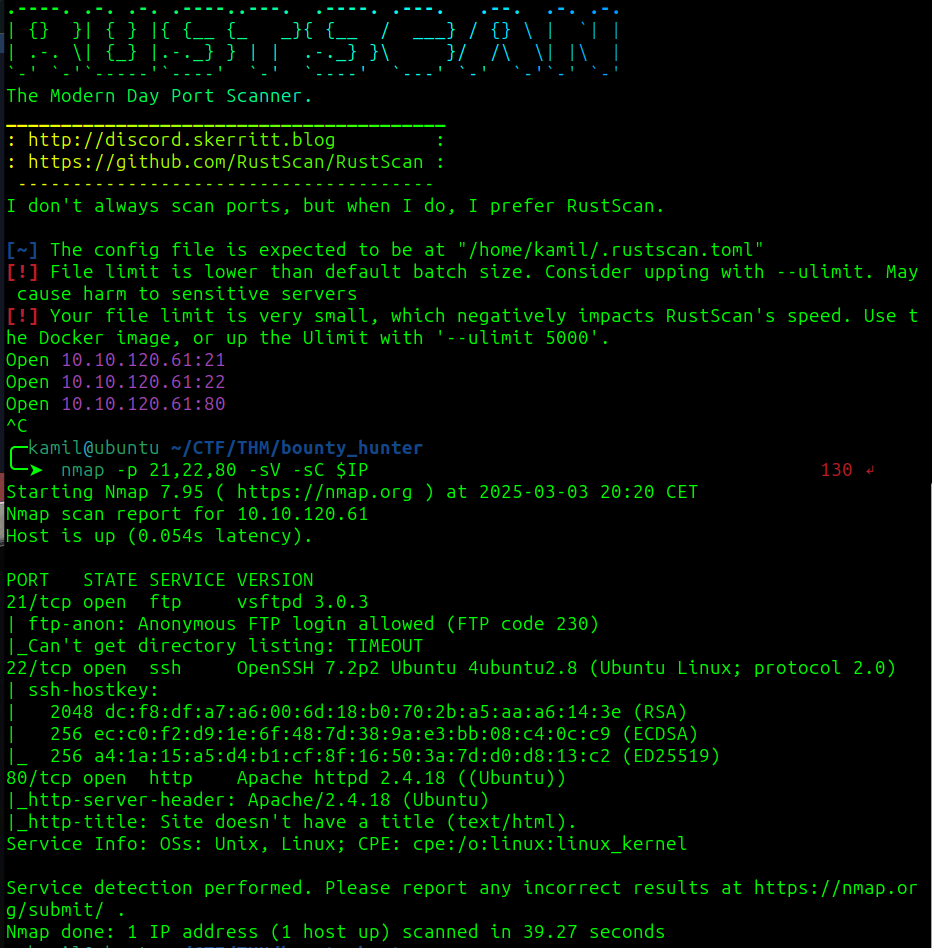 .----. .-. .-. .----..---.  .----. .---.   .--.  .-. .-.
| {}  }| { } |{ {__ {_   _}{ {__  /  ___} / {} \ |  `| |
| .-. \| {_} |.-._} } | |  .-._} }\     }/  /\  \| |\  |
`-' `-'`-----'`----'  `-'  `----'  `---' `-'  `-'`-' `-'
The Modern Day Port Scanner.
________________________________________
: http://discord.skerritt.blog         :
: https://github.com/RustScan/RustScan :
 --------------------------------------
I don't always scan ports, but when I do, I prefer RustScan.
[~] The config file is expected to be at "/home/kamil/.rustscan.toml"
[!] File limit is lower than default batch size. Consider upping with --ulimit. May
 cause harm to sensitive servers
[!] Your file limit is very small, which negatively impacts RustScan's speed. Use t
he Docker image, or up the Ulimit with '--ulimit 5000'.
Open 10.10.120.61:21
Open 10.10.120.61:22
Open 10.10.120.61:80
^C
╭─kamil@ubuntu ~/CTF/THM/bounty_hunter
╰─➤  nmap -p 21,22,80 -sV -sC $IP                                         130 ↵
Starting Nmap 7.95 ( https://nmap.org ) at 2025-03-03 20:20 CET
Nmap scan report for 10.10.120.61
Host is up (0.054s latency).
PORT   STATE SERVICE VERSION
21/tcp open  ftp     vsftpd 3.0.3
| ftp-anon: Anonymous FTP login allowed (FTP code 230)
|_Can't get directory listing: TIMEOUT
22/tcp open  ssh     OpenSSH 7.2p2 Ubuntu 4ubuntu2.8 (Ubuntu Linux; protocol 2.0)
| ssh-hostkey:
|   2048 dc:f8:df:a7:a6:00:6d:18:b0:70:2b:a5:aa:a6:14:3e (RSA)
|   256 ec:c0:f2:d9:1e:6f:48:7d:38:9a:e3:bb:08:c4:0c:c9 (ECDSA)
|_  256 a4:1a:15:a5:d4:b1:cf:8f:16:50:3a:7d:d0:d8:13:c2 (ED25519)
80/tcp open  http    Apache httpd 2.4.18 ((Ubuntu))
|_http-server-header: Apache/2.4.18 (Ubuntu)
|_http-title: Site doesn't have a title (text/html).
Service Info: OSs: Unix, Linux; CPE: cpe:/o:linux:linux_kernel
Service detection performed. Please report any incorrect results at https://nmap.or
g/submit/ .
Nmap done: 1 IP address (1 host up) scanned in 39.27 seconds